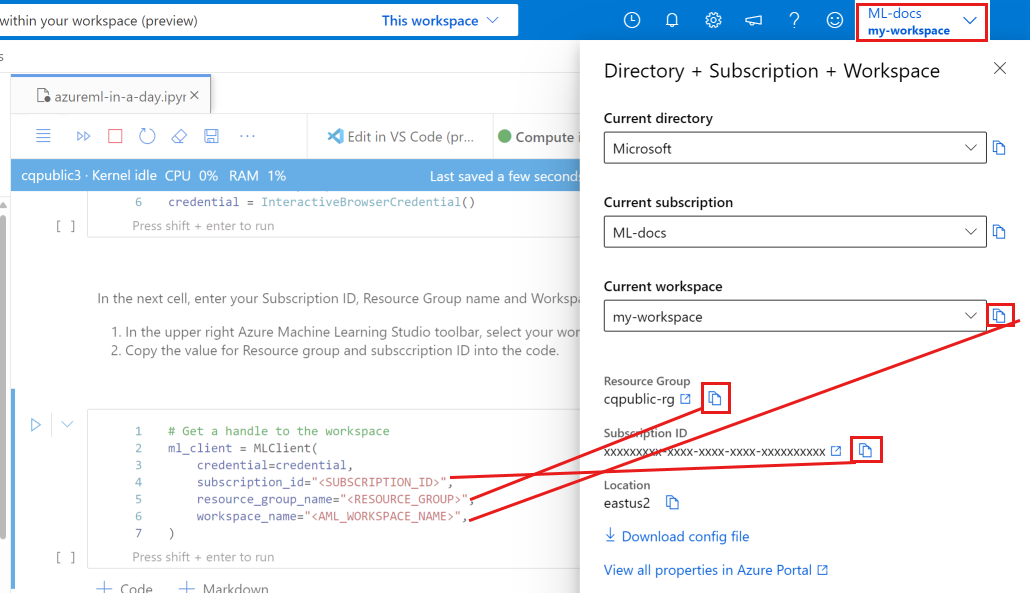 within your workspace (preview)
This workspace
ML-docs
my-workspace
s
azureml-in-a-day.ipyr
Edit in VS Code (pr...
Compute i
cqpublic3 · Kernel idle CPU 0% RAM 1%
Last saved a few seconds
6 credential = InteractiveBrowserCredential()
[ ] Press shift + enter to run
In the next cell, enter your Subscription ID, Resource Group name and Workspa
1. In the upper right Azure Machine Learning Studio toolbar, select your wor
2. Copy the value for Resource group and subsccription ID into the code.
1 # Get a handle to the workspace
2 ml_client = MLClient(
3 credential=credential,
4 subscription_id="<SUBSCRIPTION_ID>",
5 resource_group_name="<RESOURCE_GROUP>",
6 workspace_name="<AML_WORKSPACE_NAME>",
7 )
[ ] Press shift + enter to run
Code
Markdown
Directory + Subscription + Workspace
Current directory
Microsoft
Current subscription
ML-docs
Current workspace
my-workspace
Resource Group
cqpublic-rg
Subscription ID
xxxxxxxxx-xxxx-xxxx-xxxx-xxxxxxxxxx
Location
eastus2
Download config file
View all properties in Azure Portal